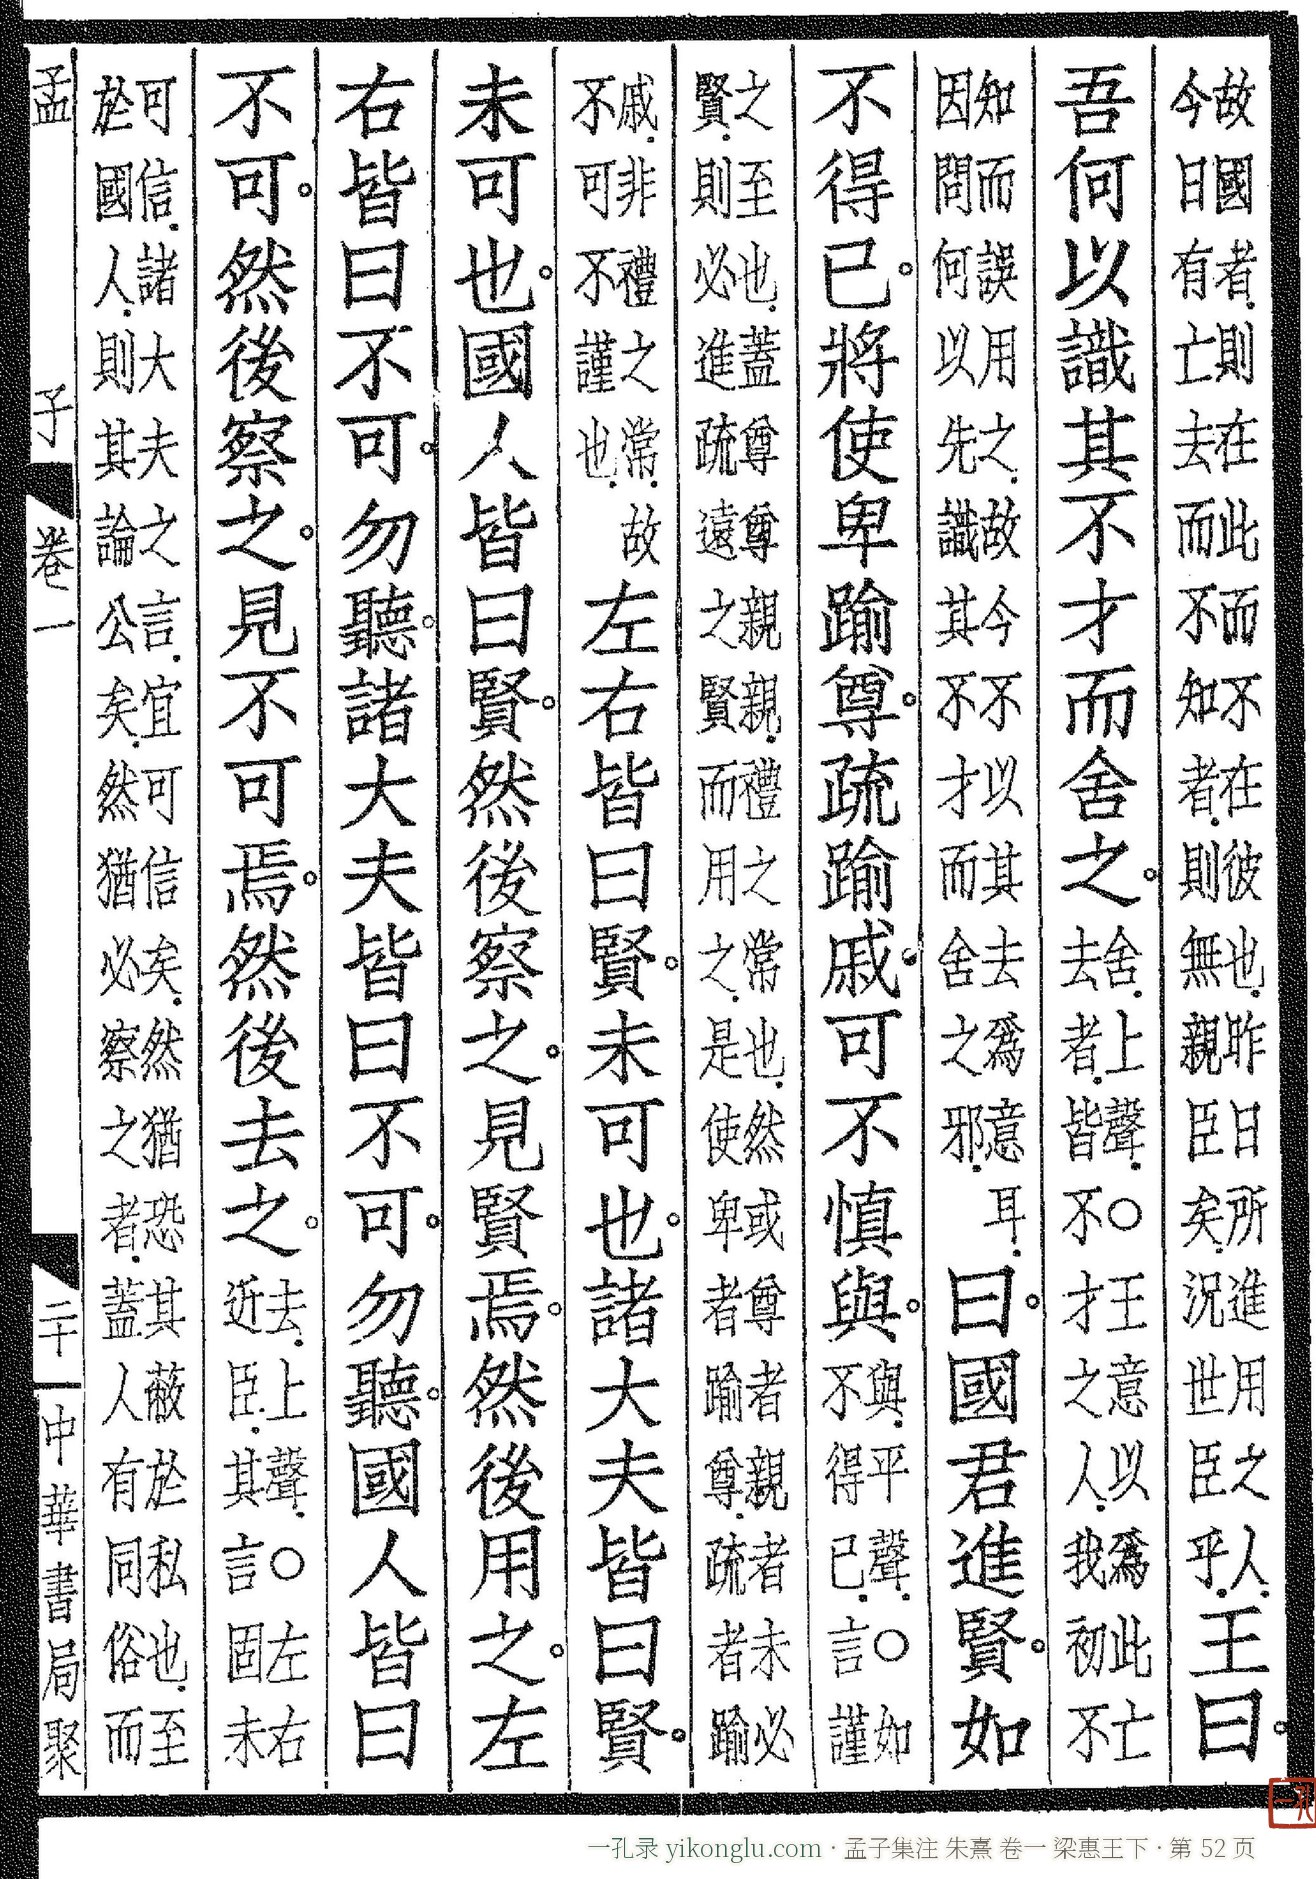 故國者。則在此而不在彼也。昨日所進用之人。
今日有亡去而不知者。則無親臣矣。況世臣乎。
王曰。
吾何以識其不才而舍之。
舍。上聲。○王意以爲此亡
去者。皆不才之人。我初不
知而誤用之。故今不以其去爲意耳。
因問何以先識其不才而舍之邪。
曰。國君進賢。如
不得已。將使卑踰尊。疏踰戚。可不慎與。
與。平聲。○如
不得已。言謹
之至也。蓋尊尊親親。禮之常也。然或尊者親者未必
賢。則必進疏遠之賢而用之。是使卑者踰尊。疏者踰
戚。非禮之常。故
不可不謹也。
左右皆曰賢。未可也。諸大夫皆曰賢。
未可也。國人皆曰賢。然後察之。見賢焉。然後用之。左
右皆曰不可。勿聽。諸大夫皆曰不可。勿聽。國人皆曰
不可。然後察之。見不可焉。然後去之。
去。上聲。○左右
近臣。其言固未
可信。諸大夫之言。宜可信矣。然猶恐其蔽於私也。至
於國人。則其論公矣。然猶必察之者。蓋人有同俗而
孟子 卷一 二十 中華書局聚
一孔
一孔录 yikonglu.com · 孟子集注 朱熹 卷一 梁惠王下 · 第 52 页